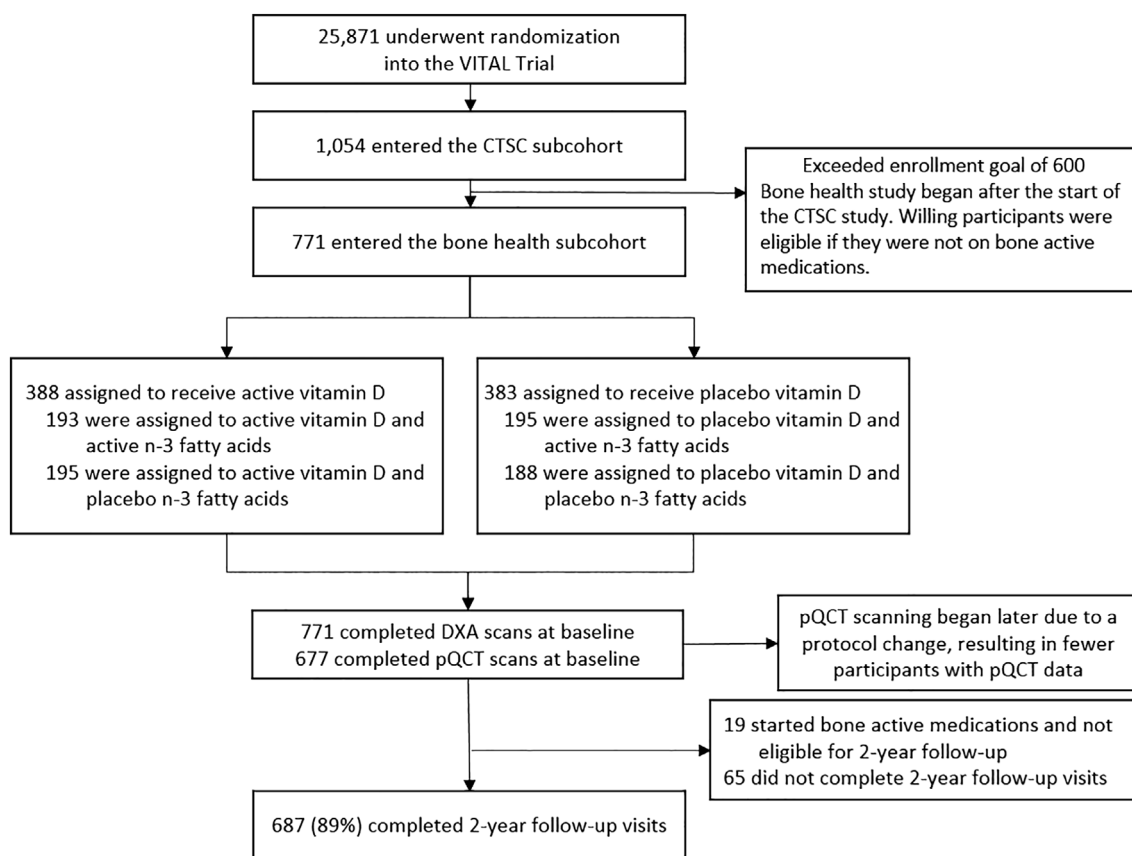 25,871 underwent randomization
into the VITAL Trial
1,054 entered the CTSC subcohort
Exceeded enrollment goal of 600
Bone health study began after the start of
the CTSC study. Willing participants were
eligible if they were not on bone active
medications.
771 entered the bone health subcohort
388 assigned to receive active vitamin D
193 were assigned to active vitamin D and
active n-3 fatty acids
195 were assigned to active vitamin D and
placebo n-3 fatty acids
383 assigned to receive placebo vitamin D
195 were assigned to placebo vitamin D and
active n-3 fatty acids
188 were assigned to placebo vitamin D and
placebo n-3 fatty acids
771 completed DXA scans at baseline
677 completed pQCT scans at baseline
pQCT scanning began later due to a
protocol change, resulting in fewer
participants with pQCT data
19 started bone active medications and not
eligible for 2-year follow-up
65 did not complete 2-year follow-up visits
687 (89%) completed 2-year follow-up visits